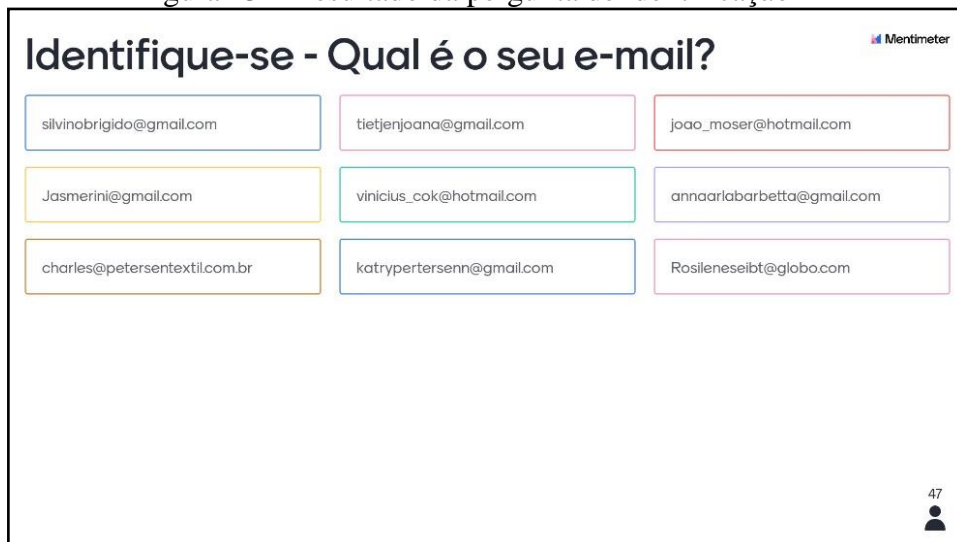 Identifique-se - Qual é o seu e-mail?
Mentimeter
silvinobrigido@gmail.com
tietjenjoana@gmail.com
joao_moser@hotmail.com
Jasmerini@gmail.com
vinicius_cok@hotmail.com
annaarlabarbetta@gmail.com
charles@petersentextil.com.br
katrypertersenn@gmail.com
Rosileneseibt@globo.com
47